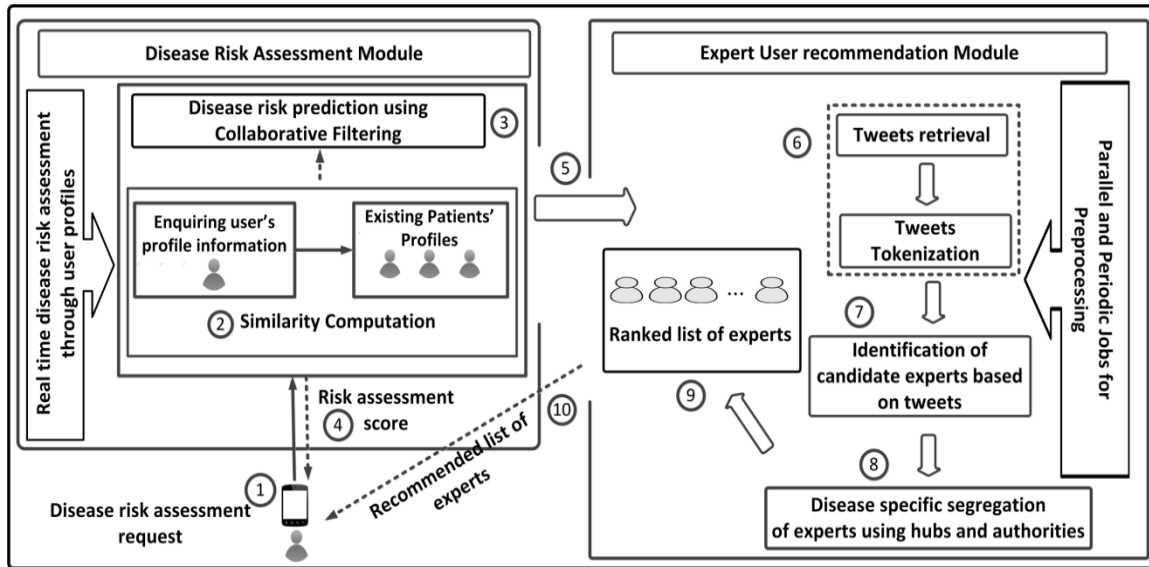 Disease Risk Assessment Module
Real time disease risk assessment
through user profiles
Disease risk prediction using
Collaborative Filtering
3
Enquiring user's
profile information
Existing Patients'
Profiles
2
Similarity Computation
Risk assessment
score
4
1
Disease risk assessment
request
5
10
Recommended list of
experts
Expert User recommendation Module
6
Tweets retrieval
Tweets
Tokenization
7
Identification of
candidate experts based
on tweets
8
Disease specific segregation
of experts using hubs and authorities
9
...
Ranked list of experts
Parallel and Periodic Jobs for
Preprocessing